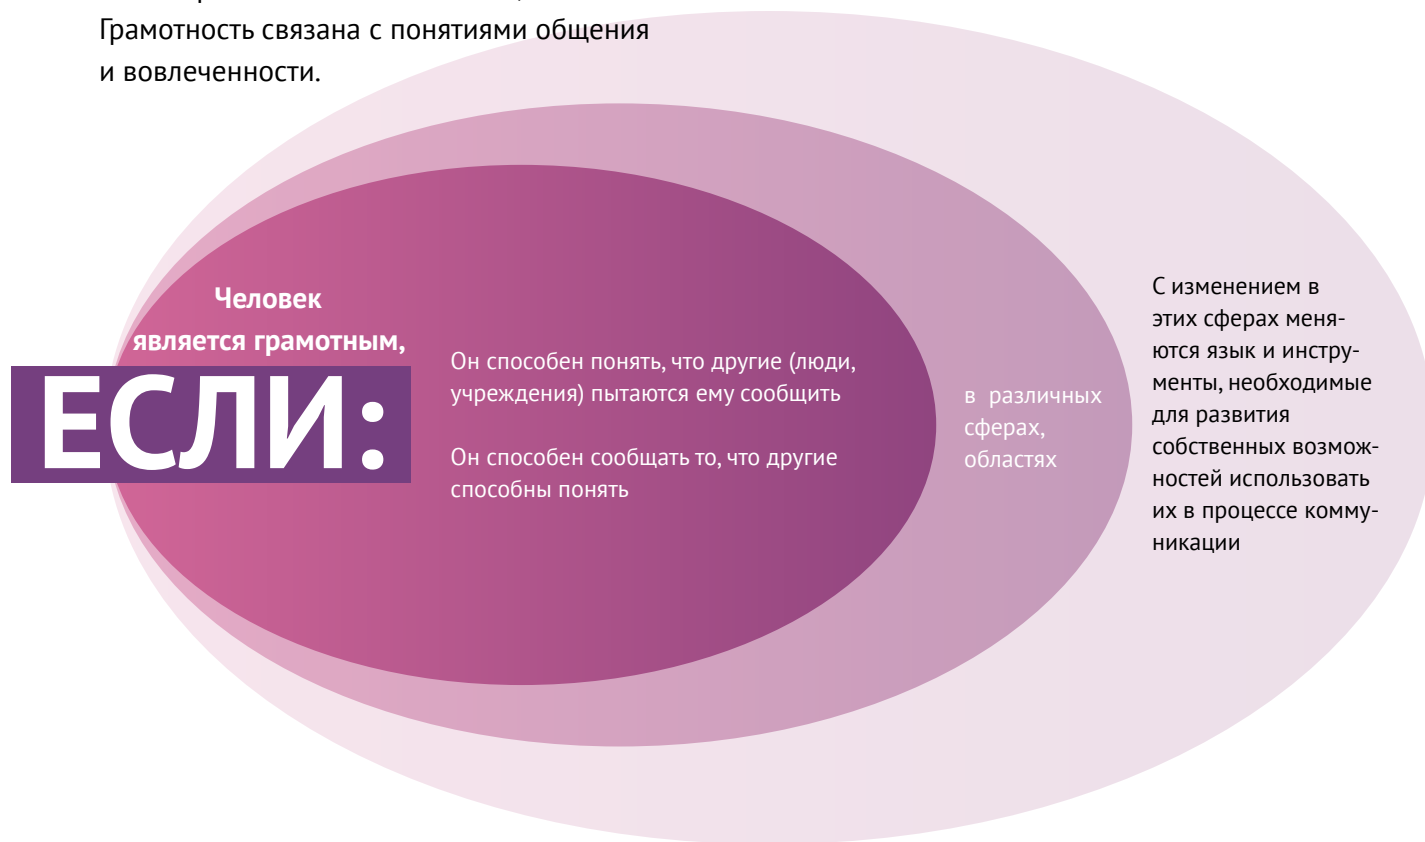 Грамотность связана с понятиями общения
и вовлеченности.
Человек
является грамотным,
ЕСЛИ:
Он способен понять, что другие (люди,
учреждения) пытаются ему сообщить
Он способен сообщать то, что другие
способны понять
в различных
сферах,
областях
С изменением в
этих сферах меня-
ются язык и инстру-
менты, необходимые
для развития
собственных возмож-
ностей использовать
их в процессе комму-
никации